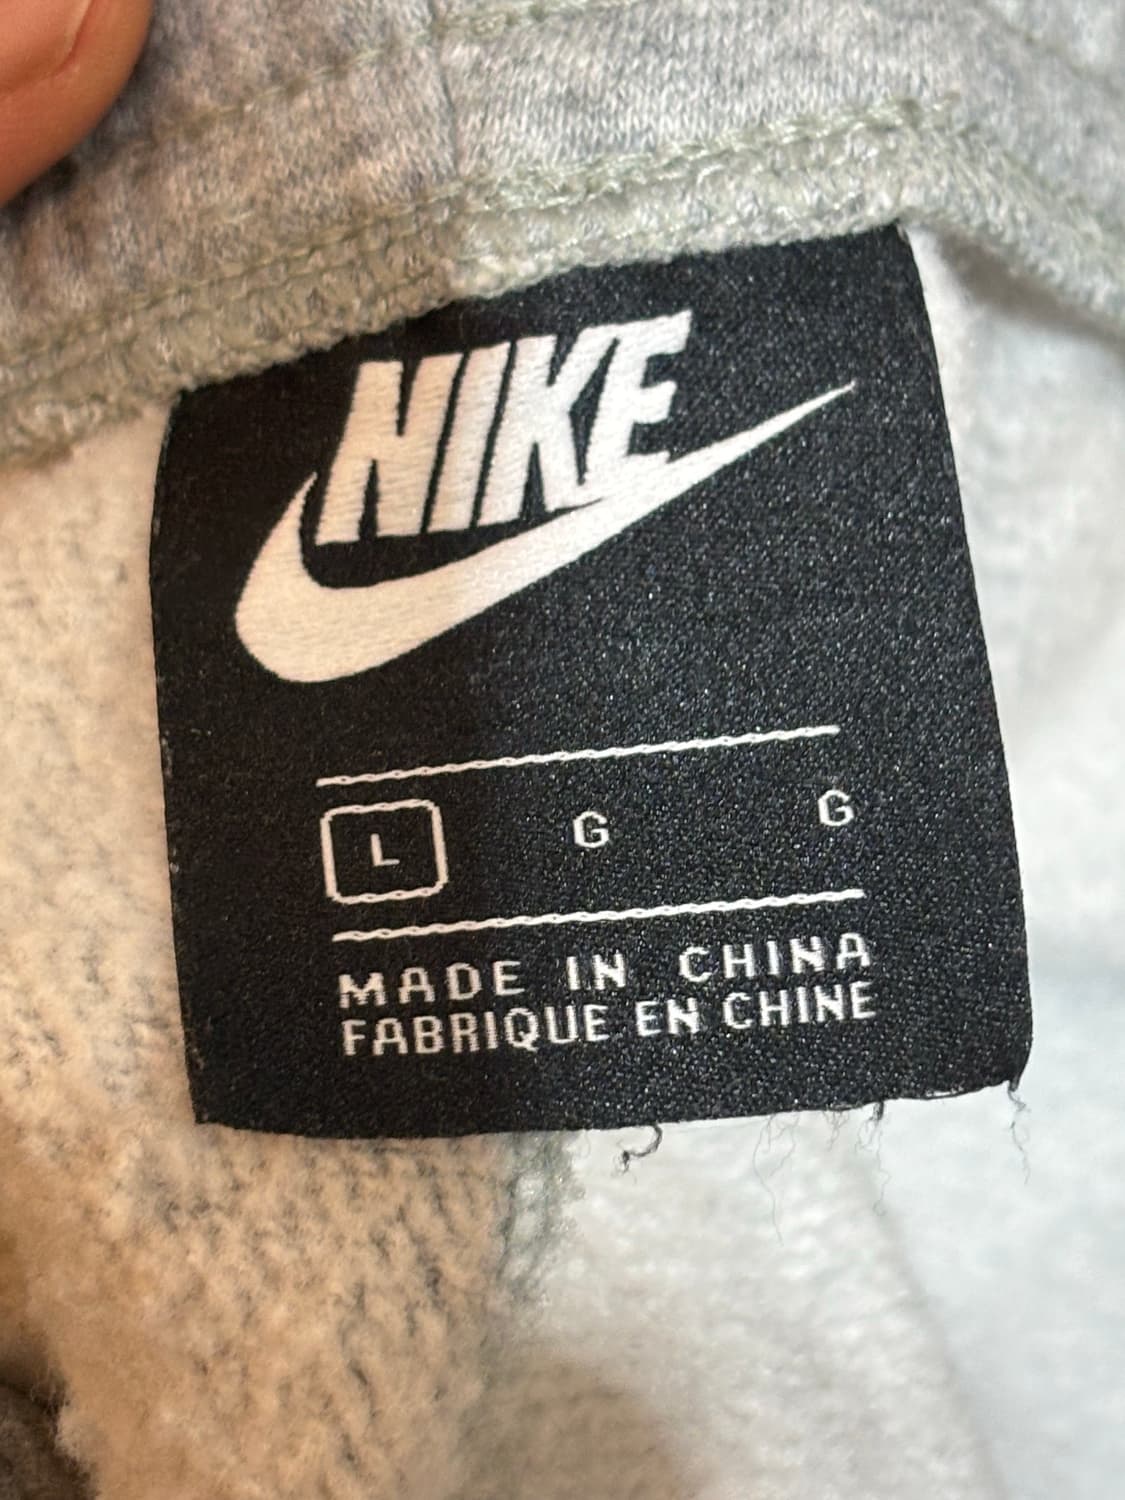 NIKE
L G G
MADE IN CHINA
FABRIQUE EN CHINE